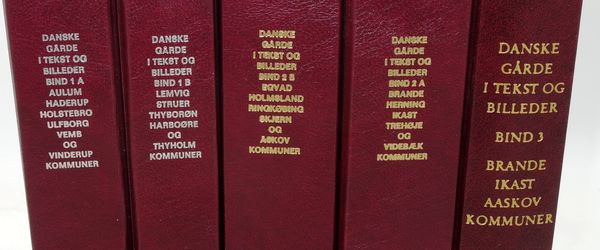 DANSKE
GÅRDE
I TEKST OG
BILLEDER
BIND 1 A
AULUM
HADERUP
HOLSTEBRO
ULFBORG
VEMB
OG
VINDERUP
KOMMUNER
DANSKE
GÅRDE
I TEKST OG
BILLEDER
BIND 1 B
LEMVIG
STRUER
THYBORØN
HARBOØRE
OG
THYHOLM
KOMMUNER
DANSKE
GÅRDE
I TEKST OG
BILLEDER
BIND 2 B
EGVAD
HOLMSLAND
RINGKØBING
SKJERN
OG
AASKOV
KOMMUNER
DANSKE
GÅRDE
I TEKST OG
BILLEDER
BIND 2 A
BRANDE
HERNING
IKAST
TREHØJE
OG
VIDEBÆK
KOMMUNER
DANSKE
GÅRDE
I TEKST OG
BILLEDER
BIND 3
BRANDE
IKAST
AASKOV
KOMMUNER